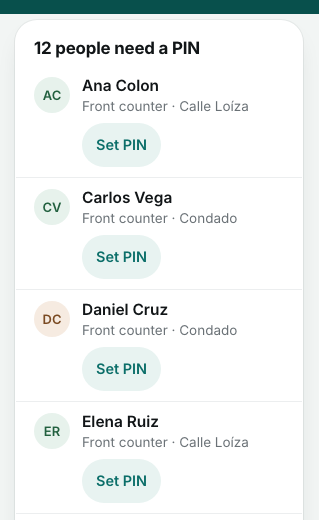 12 people need a PIN
AC
Ana Colon
Front counter · Calle Loíza
Set PIN
CV
Carlos Vega
Front counter · Condado
Set PIN
DC
Daniel Cruz
Front counter · Condado
Set PIN
ER
Elena Ruiz
Front counter · Calle Loíza
Set PIN